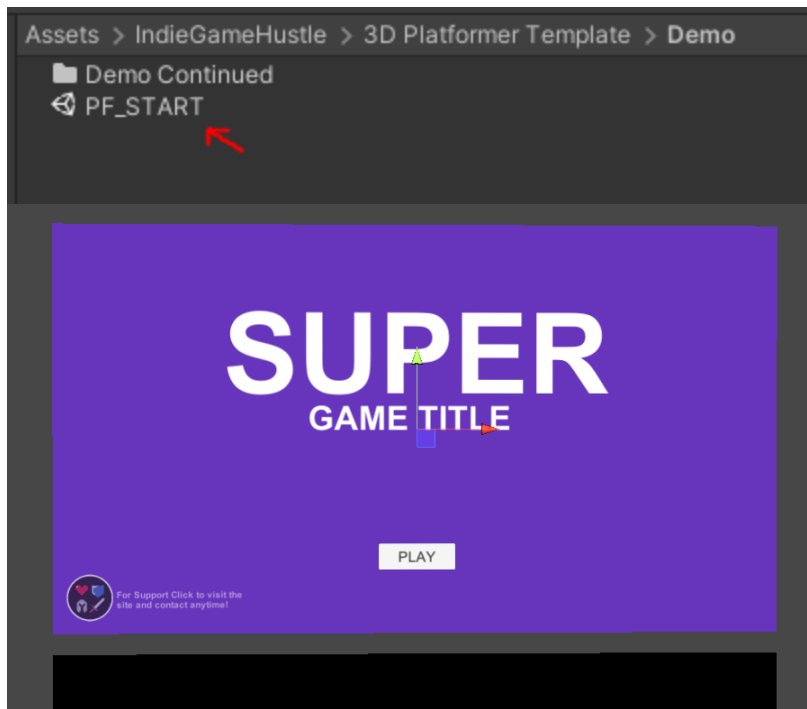 Assets > IndieGameHustle > 3D Platformer Template > Demo
Demo Continued
PF_START
SUPER
GAME TITLE
PLAY
For Support Click to visit the
site and contact anytime!